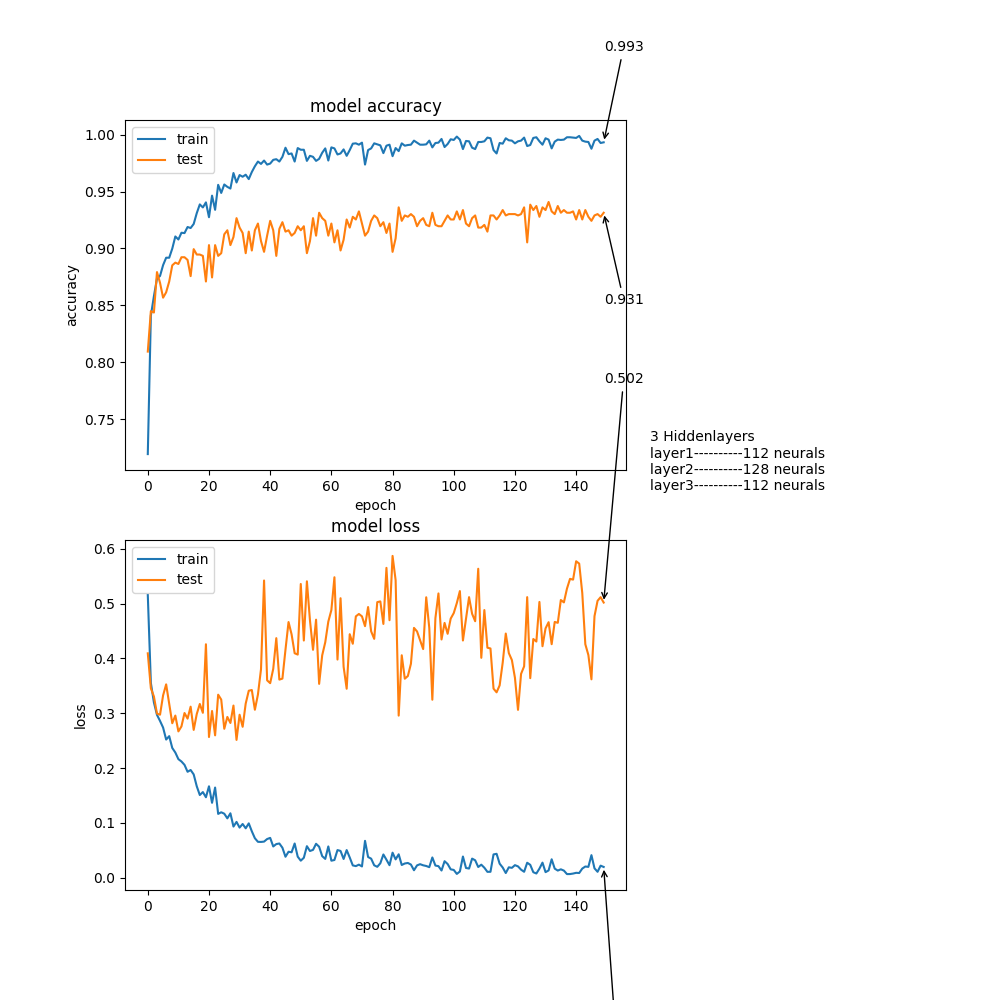 0.993
model accuracy
train
test
1.00
0.95
0.90
0.85
0.80
0.75
accuracy
0 20 40 60 80 100 120 140
epoch
0.931
0.502
3 Hiddenlayers
layer1----------112 neurals
layer2----------128 neurals
layer3----------112 neurals
model loss
train
test
0.6
0.5
0.4
0.3
0.2
0.1
0.0
loss
0 20 40 60 80 100 120 140
epoch